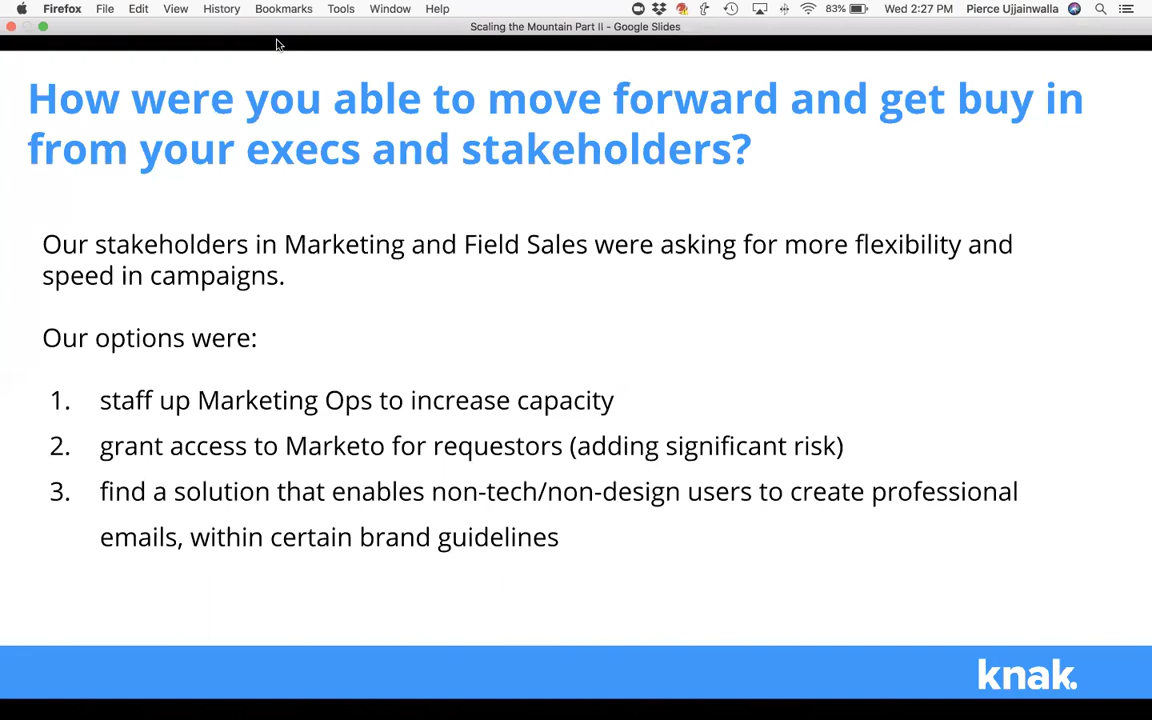 Firefox File Edit View History Bookmarks Tools Window Help 83% Wed 2:27 PM Pierce Ujjainwalla
Scaling the Mountain Part II - Google Slides
How were you able to move forward and get buy in
from your execs and stakeholders?
Our stakeholders in Marketing and Field Sales were asking for more flexibility and
speed in campaigns.
Our options were:
1. staff up Marketing Ops to increase capacity
2. grant access to Marketo for requestors (adding significant risk)
3. find a solution that enables non-tech/non-design users to create professional
emails, within certain brand guidelines
knak.